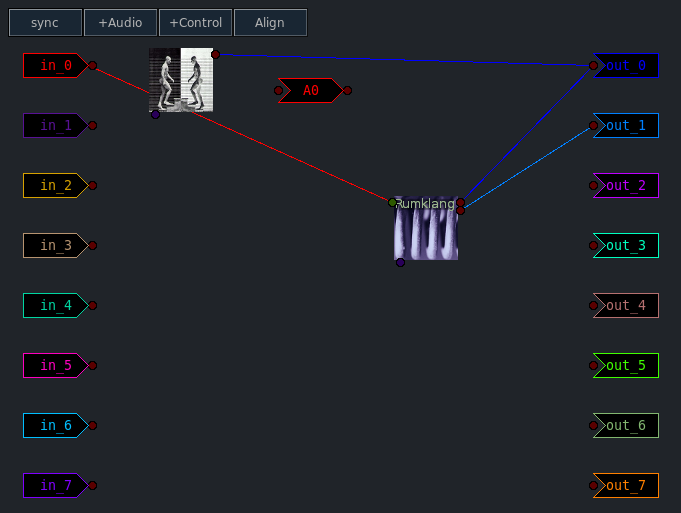 sync +Audio +Control Align
in_0 A0 out_0
in_1 out_1
in_2 out_2
Rumklang
in_3 out_3
in_4 out_4
in_5 out_5
in_6 out_6
in_7 out_7